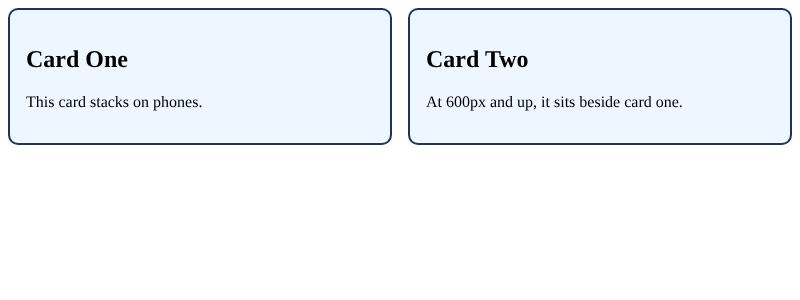 Card One
This card stacks on phones.
Card Two
At 600px and up, it sits beside card one.